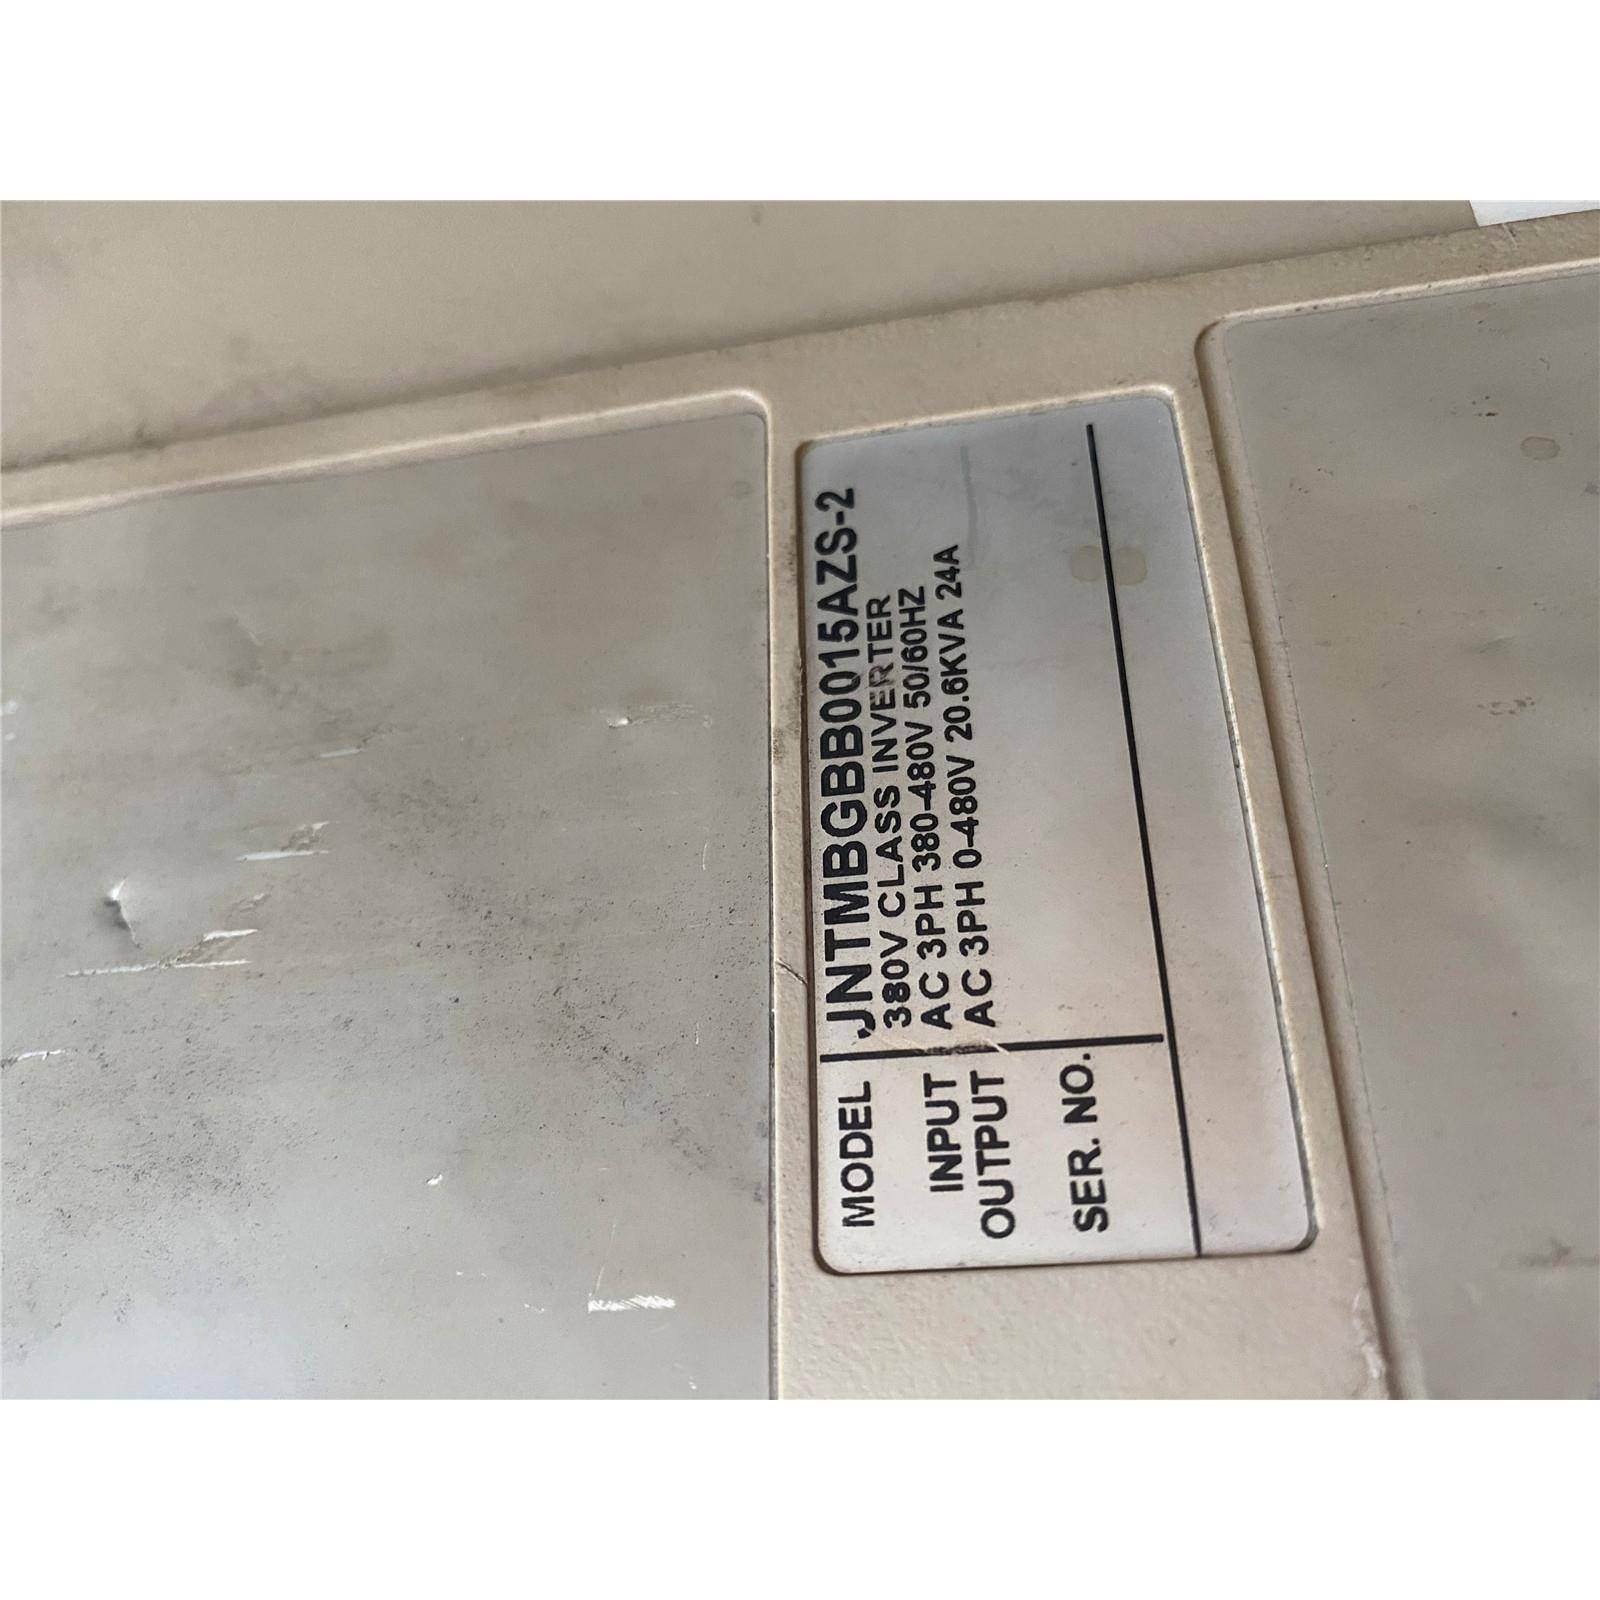 MODEL JNTMBGBB0015AZS-2
380V CLASS INVERTER
INPUT AC 3PH 380-480V 50/60HZ
OUTPUT AC 3PH 0-480V 20.6KVA 24A
SER. NO.